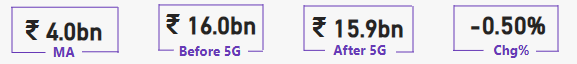 ₹ 4.0bn
MA
₹ 16.0bn
Before 5G
₹ 15.9bn
After 5G
-0.50%
Chg%